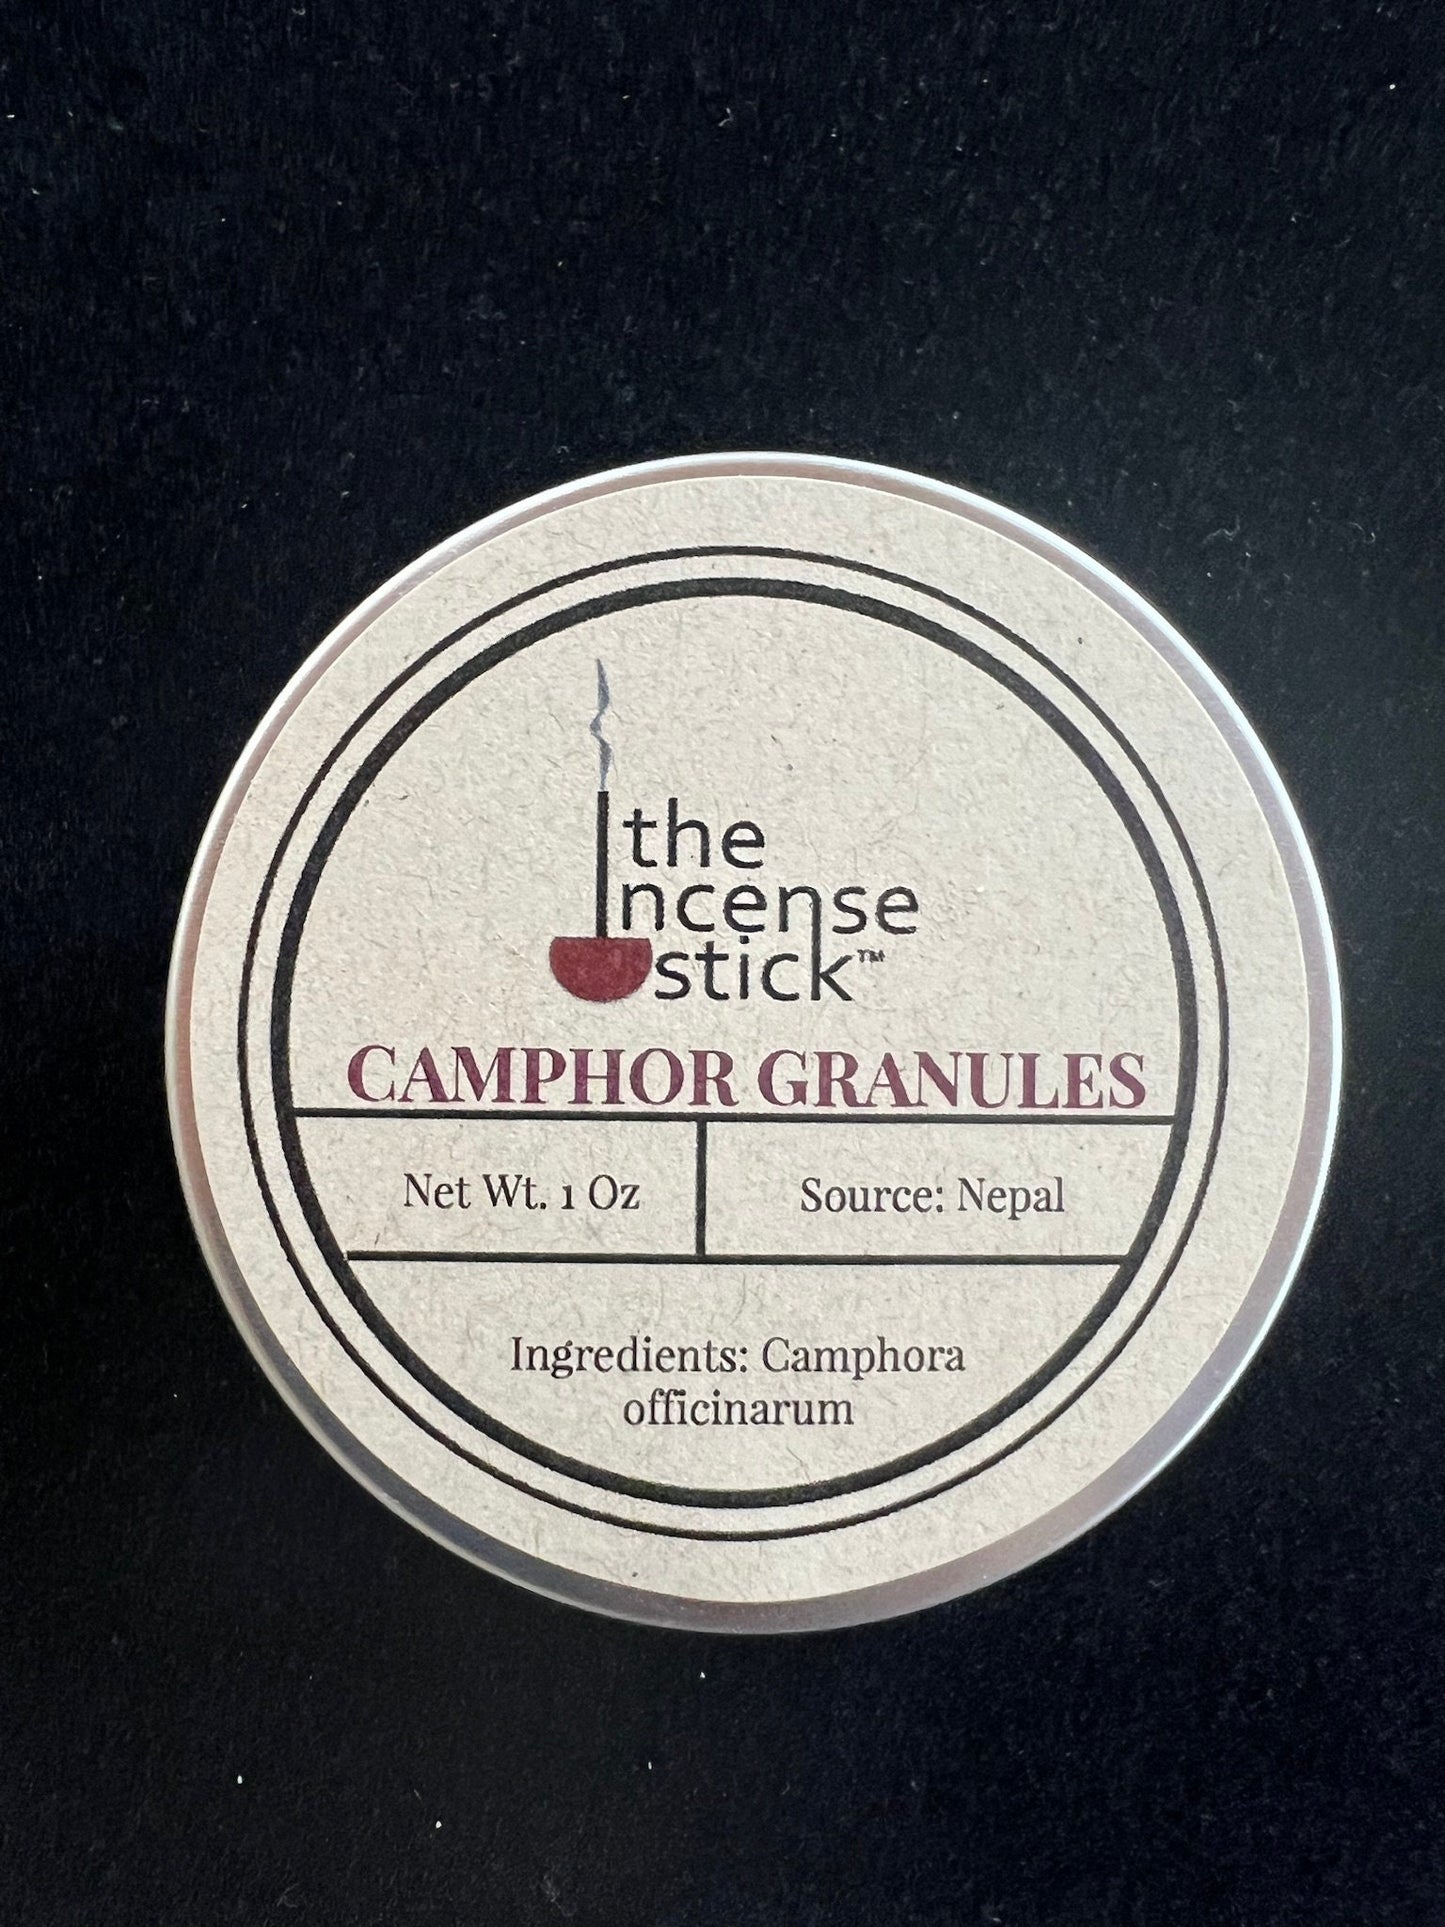 the
incense
stick™
CAMPHOR GRANULES
Net Wt. 1 Oz
Source: Nepal
Ingredients: Camphora
officinarum